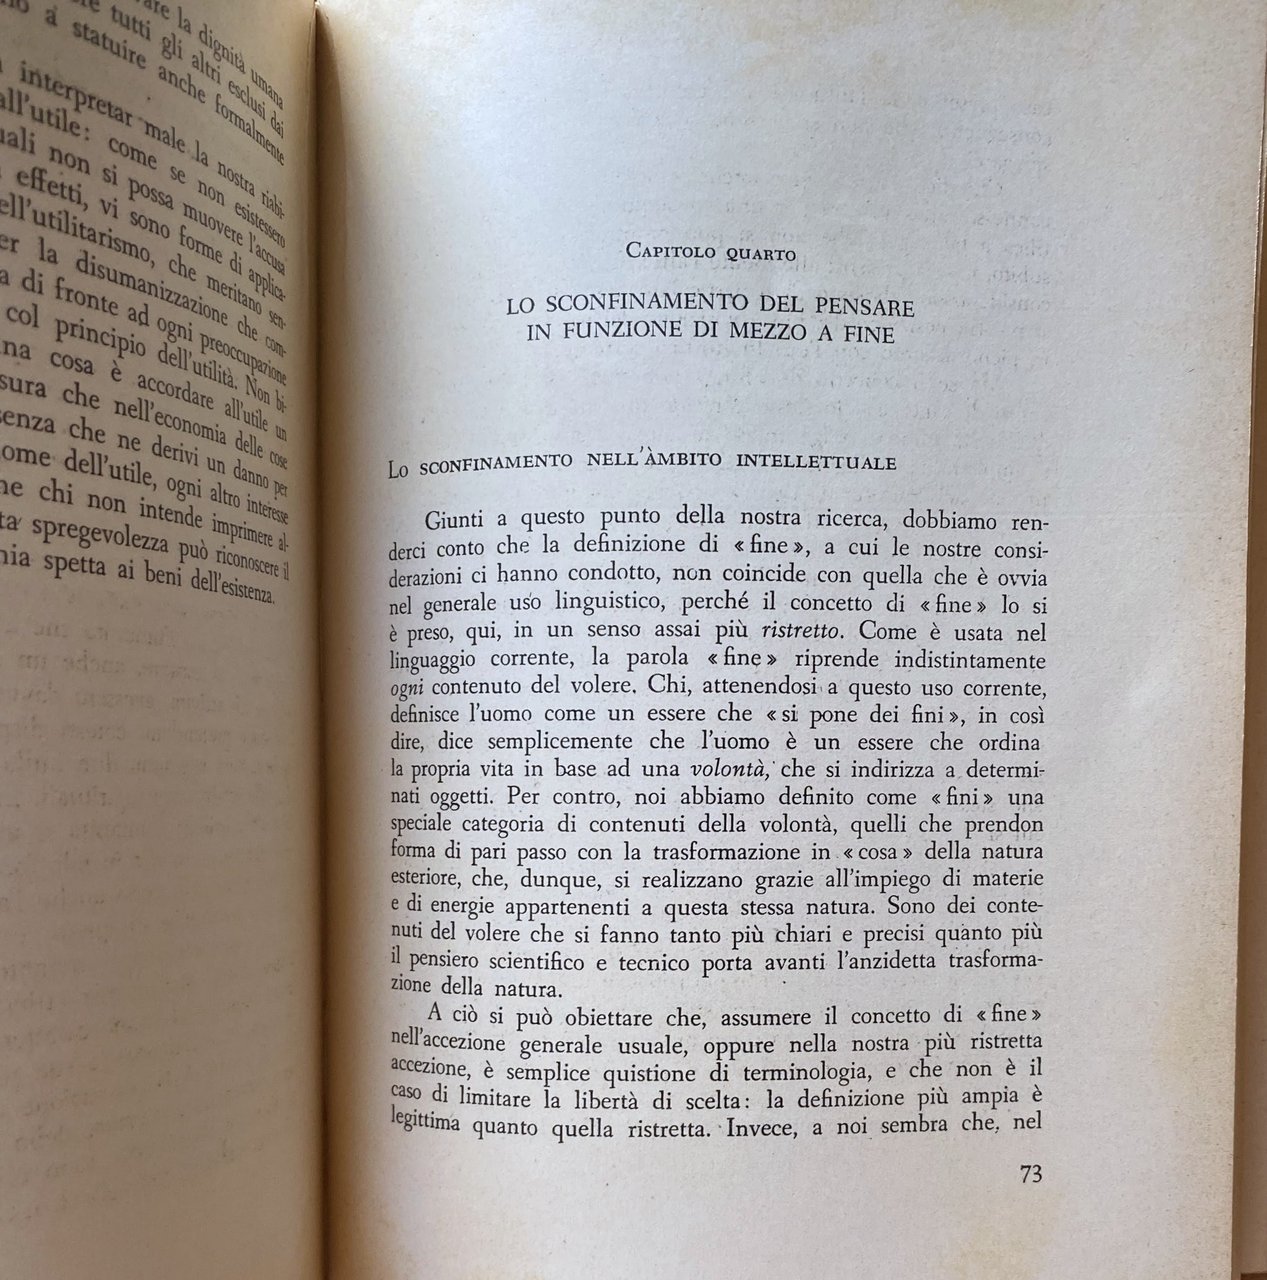 are la dignità umana
re tutti gli altri esclusi dai
no a statuire anche formalmente
interpretar male la nostra riabi-
all'utile: come se non esistessero
uali non si possa muovere l'accusa
effetti, vi sono forme di applica-
ell'utilitarismo, che meritano sen-
er la disumanizzazione che com-
a di fronte ad ogni preoccupazione
col principio dell'utilità. Non bi-
una cosa è accordare all'utile un
sura che nell'economia delle cose
senza che ne derivi un danno per
nome dell'utile, ogni altro interesse
he chi non intende imprimere al-
ta spregevolezza può riconoscere il
nia spetta ai beni dell'esistenza.
Capitolo quarto
LO SCONFINAMENTO DEL PENSARE
IN FUNZIONE DI MEZZO A FINE
Lo sconfinamento nell'àmbito intellettuale
Giunti a questo punto della nostra ricerca, dobbiamo ren-
derci conto che la definizione di « fine », a cui le nostre consi-
derazioni ci hanno condotto, non coincide con quella che è ovvia
nel generale uso linguistico, perché il concetto di « fine » lo si
è preso, qui, in un senso assai più ristretto. Come è usata nel
linguaggio corrente, la parola « fine » riprende indistintamente
ogni contenuto del volere. Chi, attenendosi a questo uso corrente,
definisce l'uomo come un essere che « si pone dei fini », in così
dire, dice semplicemente che l'uomo è un essere che ordina
la propria vita in base ad una volontà, che si indirizza a determi-
nati oggetti. Per contro, noi abbiamo definito come « fini » una
speciale categoria di contenuti della volontà, quelli che prendon
forma di pari passo con la trasformazione in « cosa » della natura
esteriore, che, dunque, si realizzano grazie all'impiego di materie
e di energie appartenenti a questa stessa natura. Sono dei conte-
nuti del volere che si fanno tanto più chiari e precisi quanto più
il pensiero scientifico e tecnico porta avanti l'anzidetta trasforma-
zione della natura.
A ciò si può obiettare che, assumere il concetto di « fine »
nell'accezione generale usuale, oppure nella nostra più ristretta
accezione, è semplice quistione di terminologia, e che non è il
caso di limitare la libertà di scelta: la definizione più ampia è
legittima quanto quella ristretta. Invece, a noi sembra che, nel
73